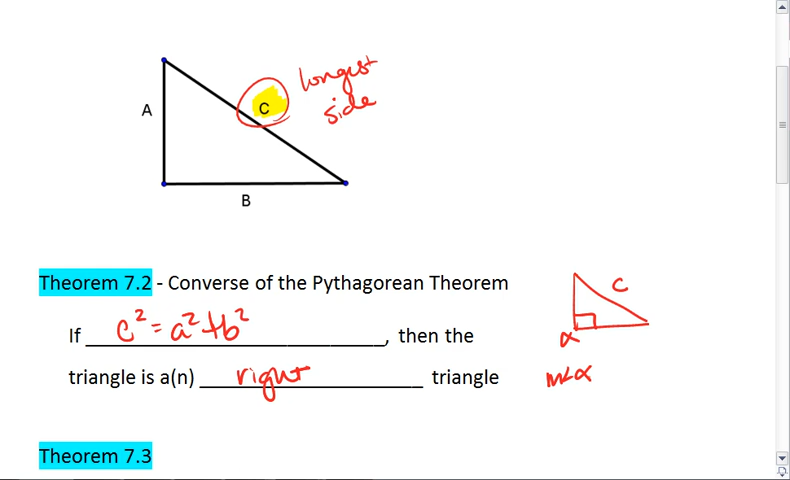 longest
A
C
side
B
Theorem 7.2 - Converse of the Pythagorean Theorem
C
If c² = a² + b², then the
α
triangle is a(n) right triangle
m∠α
Theorem 7.3